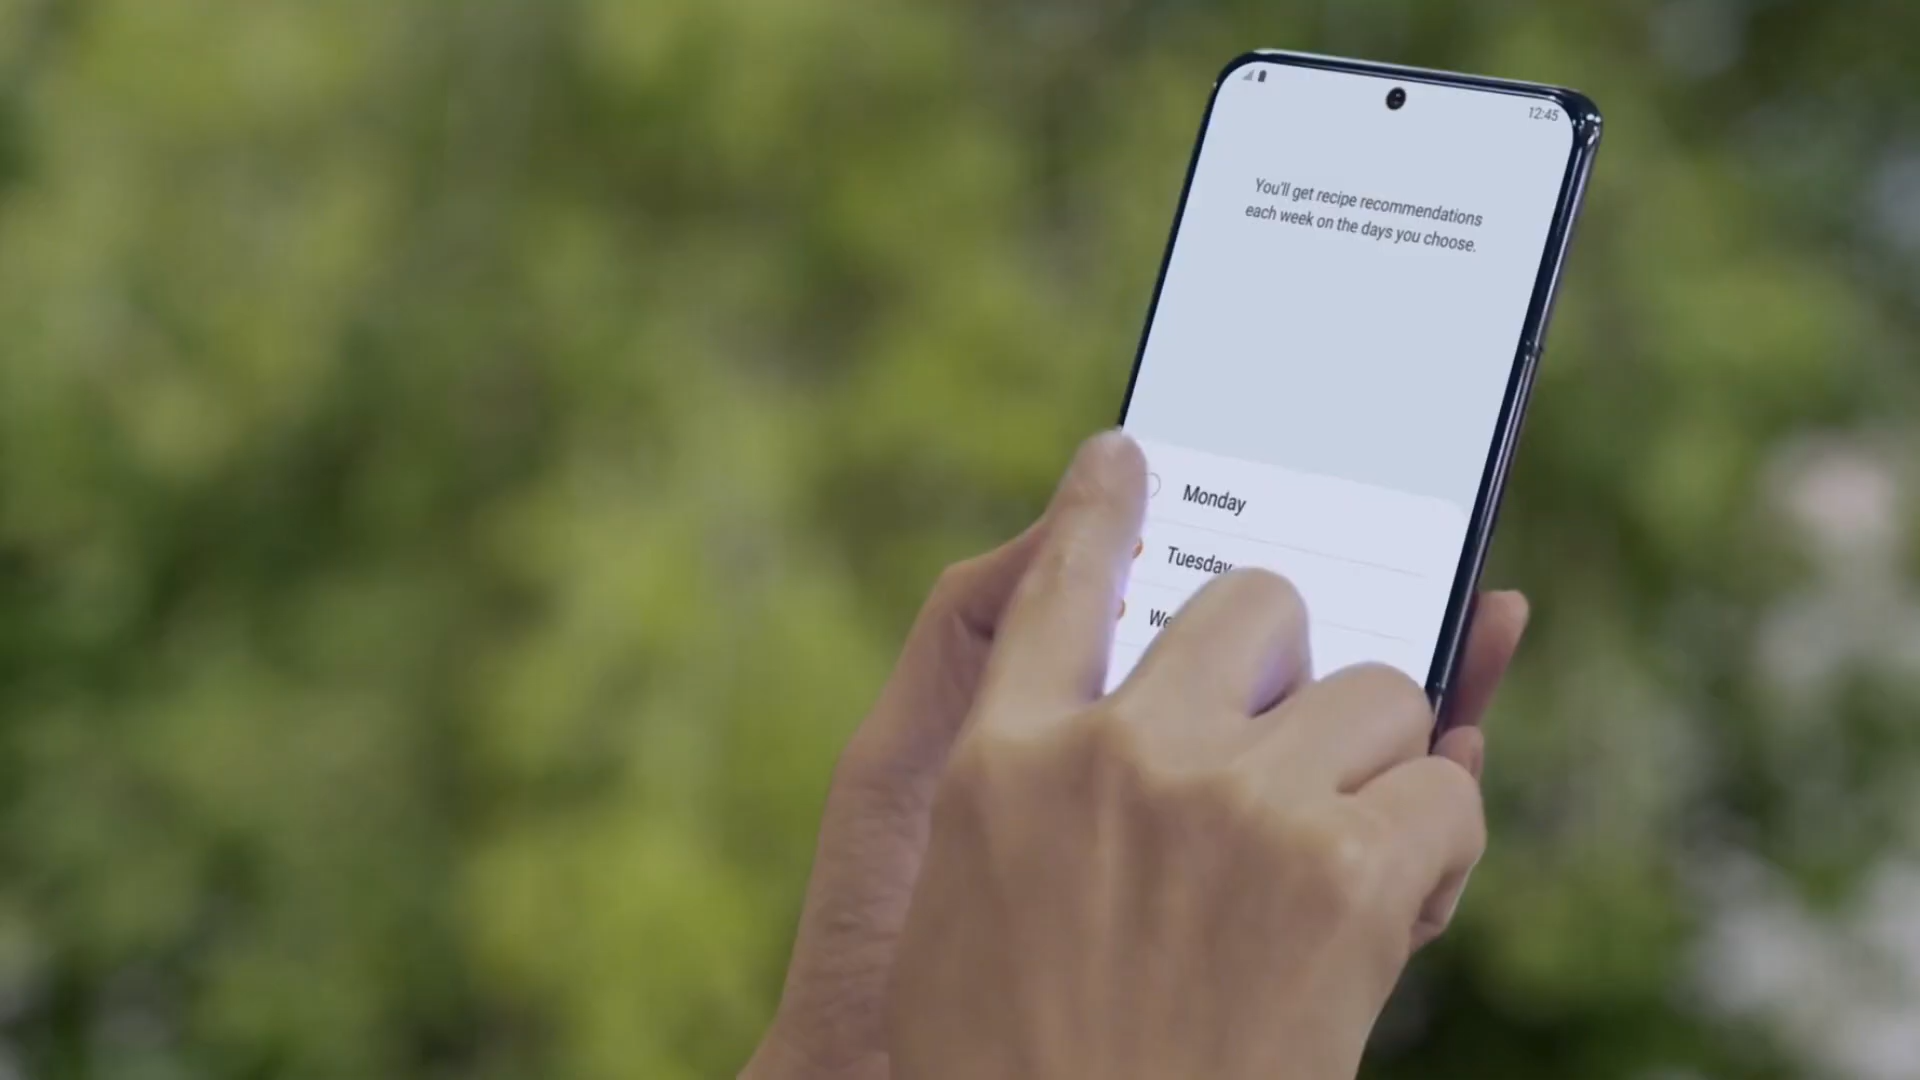 12:45
You'll get recipe recommendations
each week on the days you choose.
Monday
Tuesday